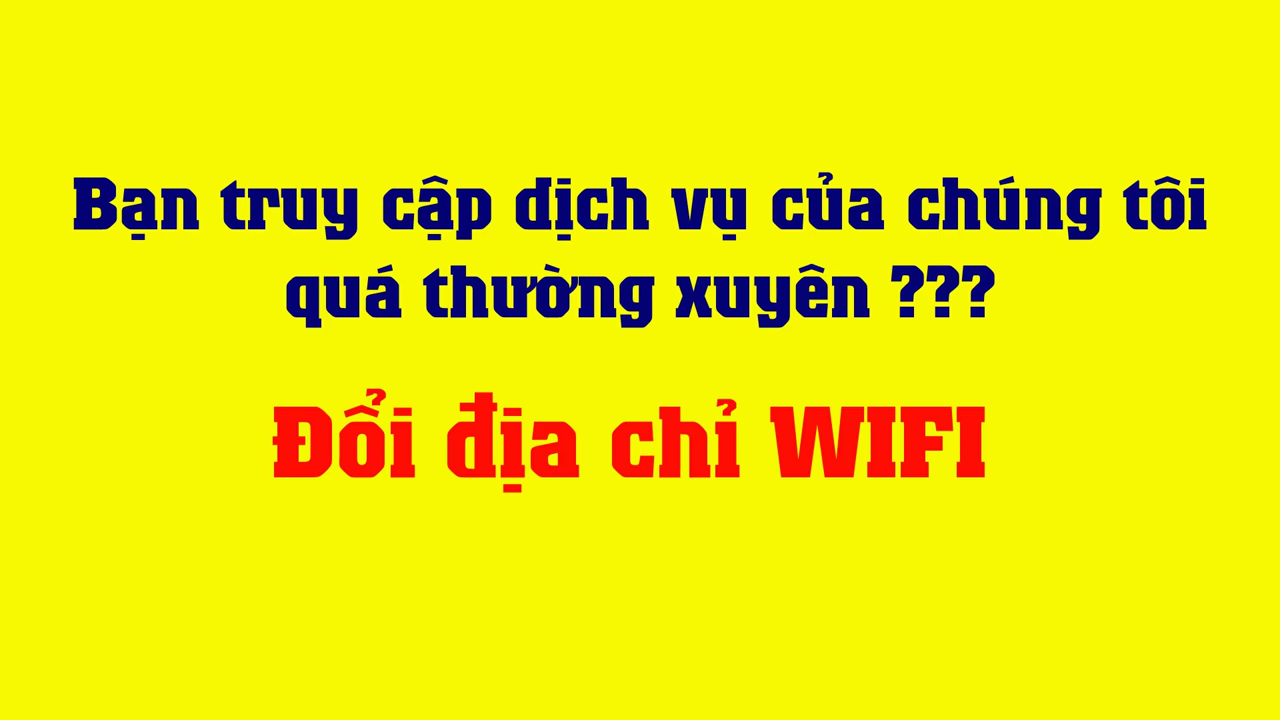 Bạn truy cập dịch vụ của chúng tôi
quá thường xuyên ???
Đổi địa chỉ WIFI